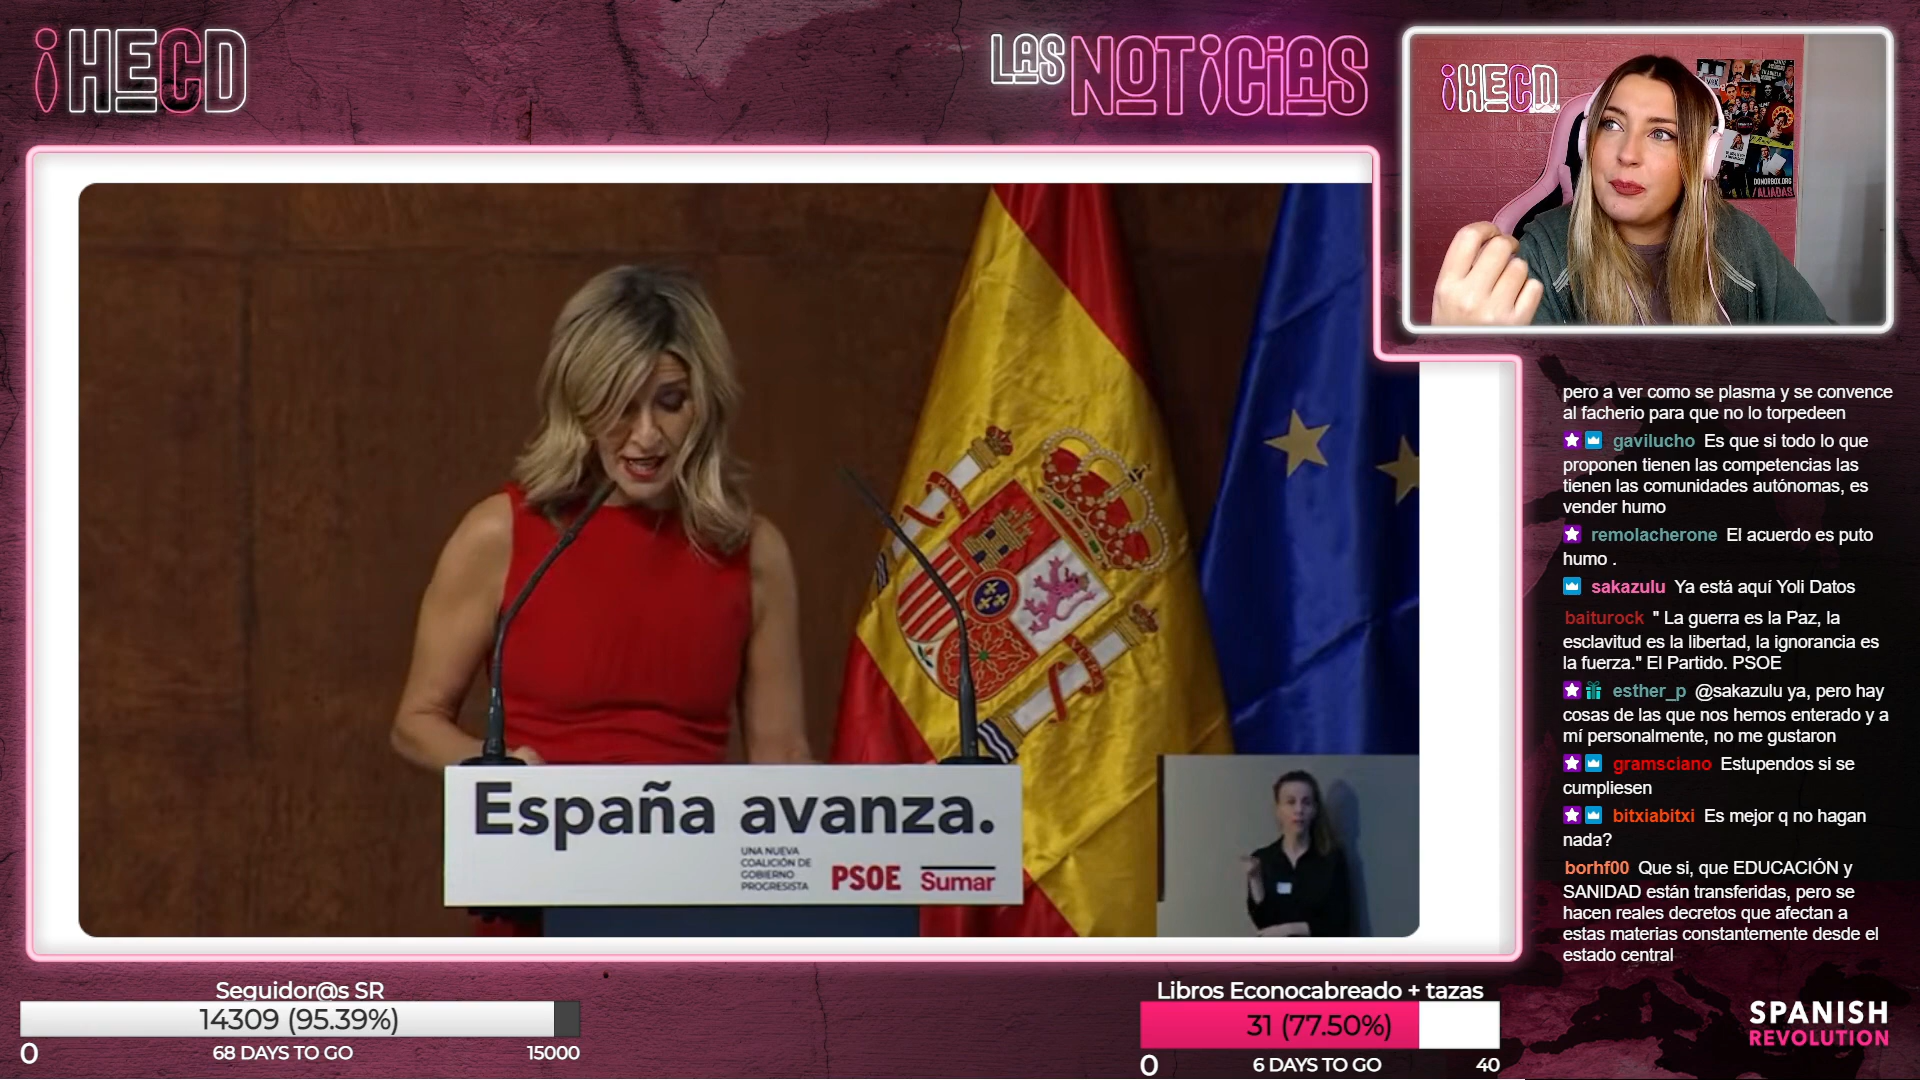 ¡HECD
LAS NOTICIAS
¡HECD
DONORBOX.ORG
/ALIADAS
España avanza.
UNA NUEVA
COALICIÓN DE
GOBIERNO
PROGRESISTA
PSOE
Sumar
pero a ver como se plasma y se convence
al facherio para que no lo torpedeen
gavilucho Es que si todo lo que
proponen tienen las competencias las
tienen las comunidades autónomas, es
vender humo
remolacherone El acuerdo es puto
humo .
sakazulu Ya está aquí Yoli Datos
baiturock " La guerra es la Paz, la
esclavitud es la libertad, la ignorancia es
la fuerza." El Partido. PSOE
esther_p @sakazulu ya, pero hay
cosas de las que nos hemos enterado y a
mí personalmente, no me gustaron
gramsciano Estupendos si se
cumpliesen
bitxiabitxi Es mejor q no hagan
nada?
borhf00 Que si, que EDUCACIÓN y
SANIDAD están transferidas, pero se
hacen reales decretos que afectan a
estas materias constantemente desde el
estado central
Seguidor@s SR
14309 (95.39%)
0 68 DAYS TO GO 15000
Libros Econocabreado + tazas
31 (77.50%)
0 6 DAYS TO GO 40
SPANISH
REVOLUTION